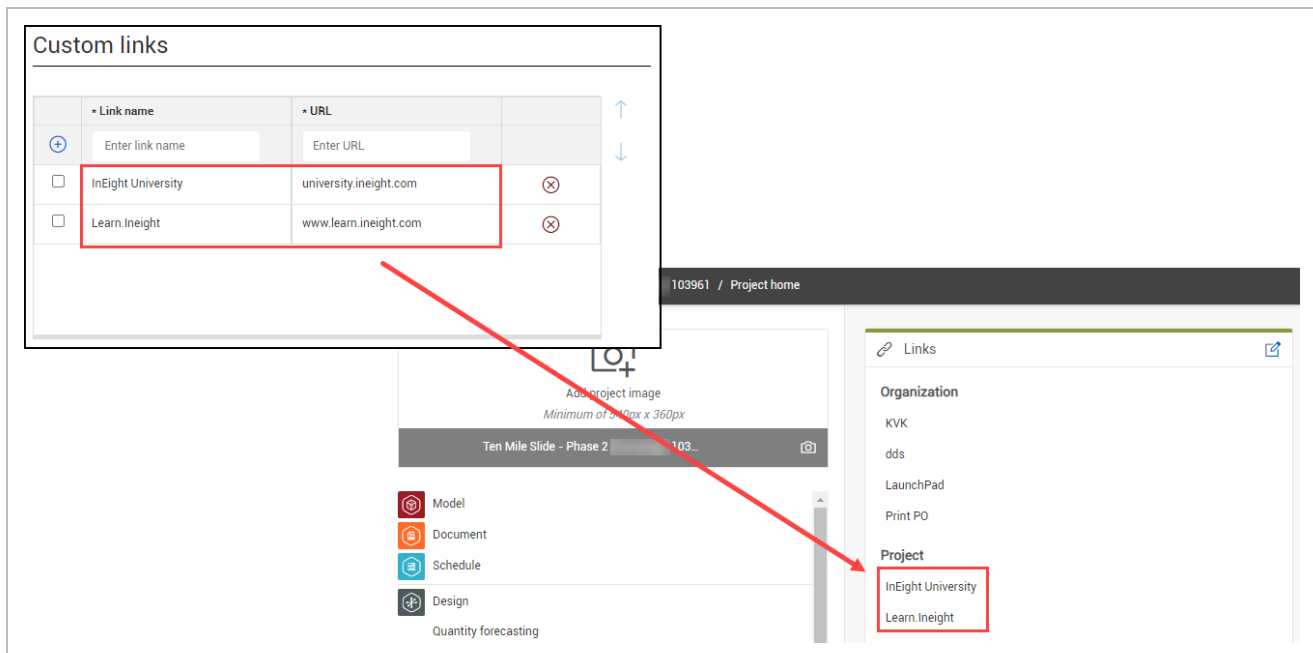 Custom links
* Link name * URL
Enter link name Enter URL
InEight University university.ineight.com
Learn.Ineight www.learn.ineight.com
103961 / Project home
Add project image
Minimum of 540px x 360px
Ten Mile Slide - Phase 2 103...
Model
Document
Schedule
Design
Quantity forecasting
Links
Organization
KVK
dds
LaunchPad
Print PO
Project
InEight University
Learn.Ineight